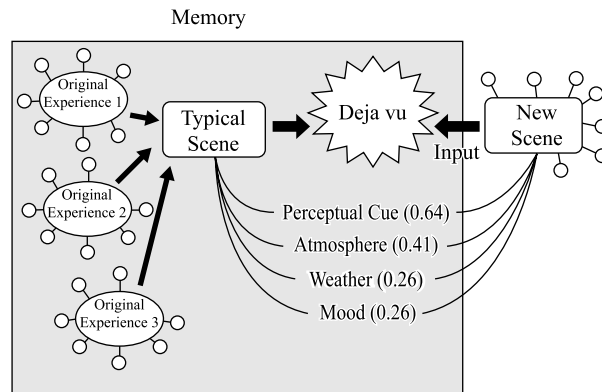 Memory
Original
Experience 1
Typical
Scene
Deja vu
New
Scene
Input
Original
Experience 2
Perceptual Cue (0.64)
Atmosphere (0.41)
Weather (0.26)
Mood (0.26)
Original
Experience 3